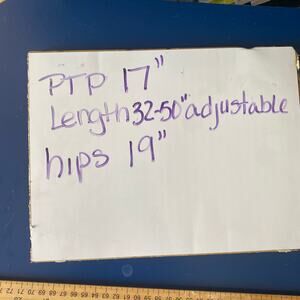 PTP 17"
Length 32-50" adjustable
hips 19"